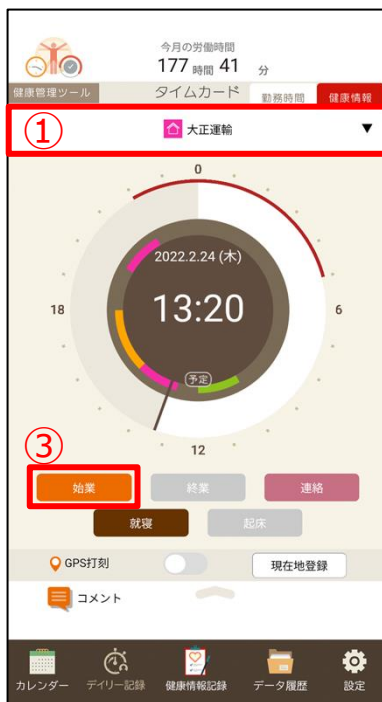 今月の労働時間
177 時間 41 分
健康管理ツール タイムカード 勤務時間 健康情報
① 大正運輸 ▼
0
2022.2.24 (木)
13:20
18 6
予定
12
③
始業 終業 連絡
就寝 起床
GPS打刻 現在地登録
コメント
カレンダー デイリー記録 健康情報記録 データ履歴 設定